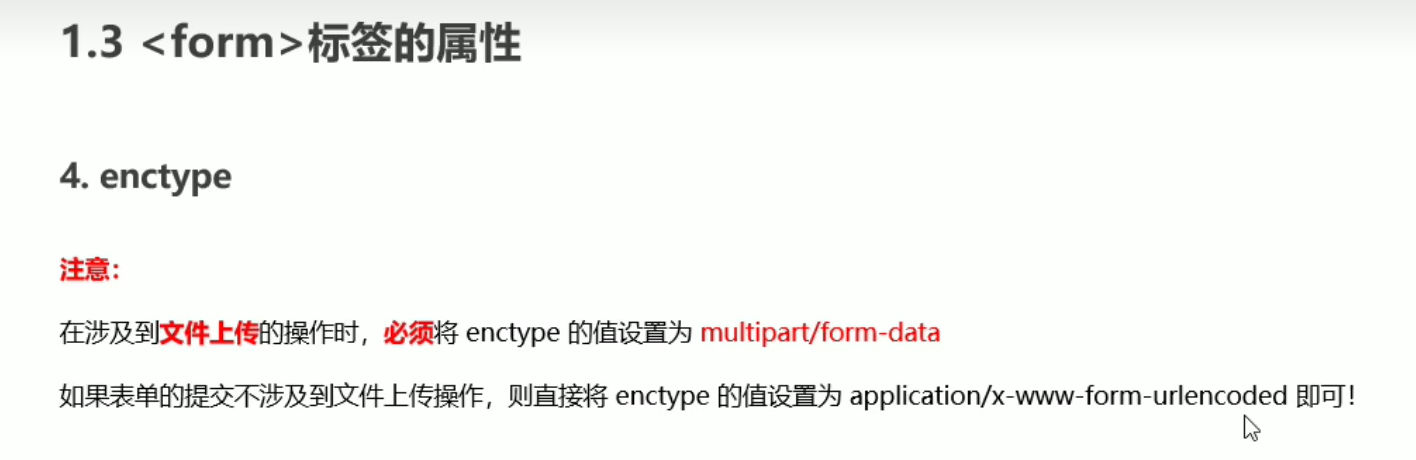 1.3 <form>标签的属性
4. enctype
注意：
在涉及到文件上传的操作时，必须将 enctype 的值设置为 multipart/form-data
如果表单的提交不涉及到文件上传操作，则直接将 enctype 的值设置为 application/x-www-form-urlencoded 即可！